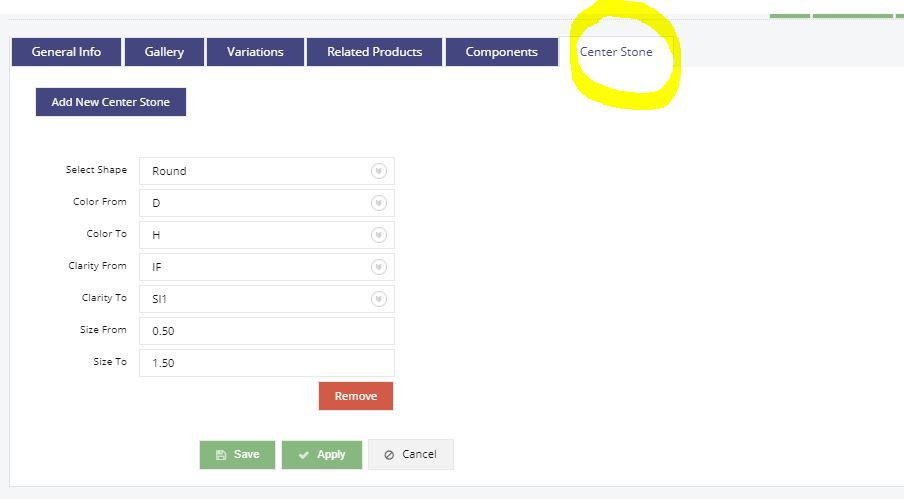 General Info Gallery Variations Related Products Components Center Stone
Add New Center Stone
Select Shape Round
Color From D
Color To H
Clarity From IF
Clarity To SI1
Size From 0.50
Size To 1.50
Remove
Save Apply Cancel